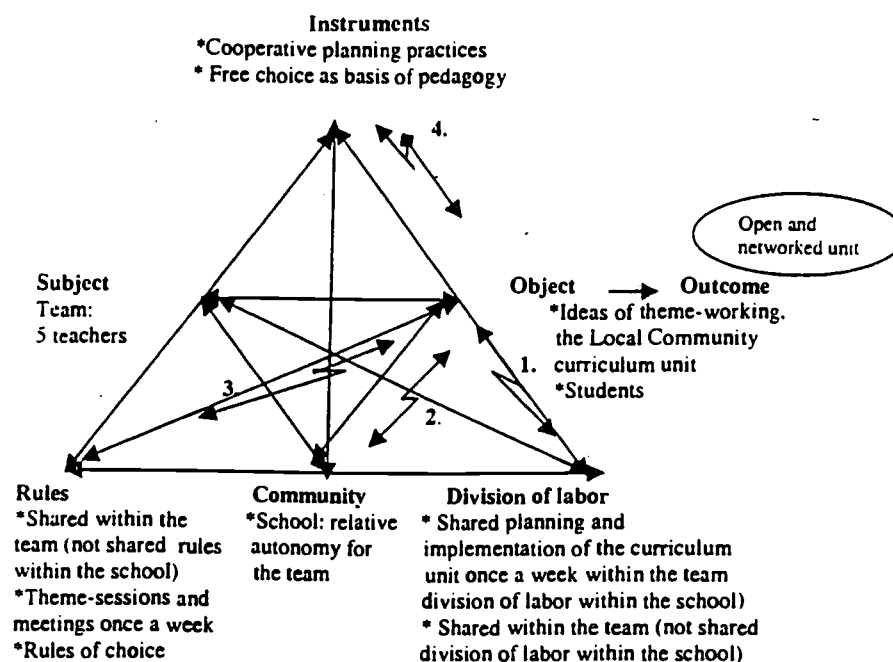 Instruments
*Cooperative planning practices
* Free choice as basis of pedagogy
4.
Open and
networked unit
Subject
Team:
5 teachers
Object
Outcome
*Ideas of theme-working,
the Local Community
curriculum unit
*Students
1.
2.
3.
Rules
*Shared within the
team (not shared rules
within the school)
*Theme-sessions and
meetings once a week
*Rules of choice
Community
*School: relative
autonomy for
the team
Division of labor
* Shared planning and
implementation of the curriculum
unit once a week within the team
division of labor within the school)
* Shared within the team (not shared
division of labor within the school)